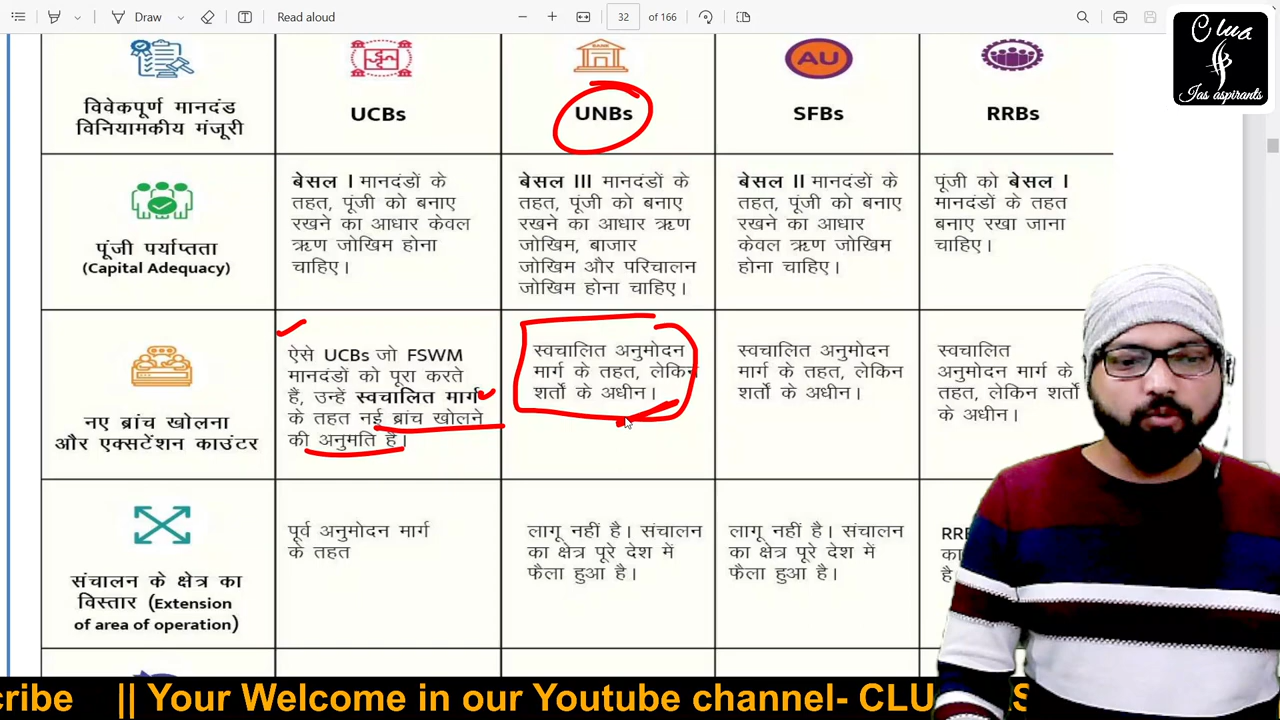 Draw
Read aloud
32
of 166
Clua
Ias aspirants
विवेकपूर्ण मानदंड
विनियामकीय मंजूरी
UCBs
UNBs
AU
SFBs
RRBs
पूंजी पर्याप्तता
(Capital Adequacy)
बेसल I मानदंडों के
तहत, पूंजी को बनाए
रखने का आधार केवल
ऋण जोखिम होना
चाहिए।
बेसल III मानदंडों के
तहत, पूंजी को बनाए
रखने का आधार ऋण
जोखिम, बाजार
जोखिम और परिचालन
जोखिम होना चाहिए।
बेसल II मानदंडों के
तहत, पूंजी को बनाए
रखने का आधार
केवल ऋण जोखिम
होना चाहिए।
पूंजी को बेसल I
मानदंडों के तहत
बनाए रखा जाना
चाहिए।
नए ब्रांच खोलना
और एक्सटेंशन काउंटर
ऐसे UCBs जो FSWM
मानदंडों को पूरा करते
हैं, उन्हें स्वचालित मार्ग
के तहत नई ब्रांच खोलने
की अनुमति है।
स्वचालित अनुमोदन
मार्ग के तहत, लेकिन
शर्तों के अधीन।
स्वचालित अनुमोदन
मार्ग के तहत, लेकिन
शर्तों के अधीन।
स्वचालित
अनुमोदन मार्ग के
तहत, लेकिन शर्तों
के अधीन।
संचालन के क्षेत्र का
विस्तार (Extension
of area of operation)
पूर्व अनुमोदन मार्ग
के तहत
लागू नहीं है। संचालन
का क्षेत्र पूरे देश में
फैला हुआ है।
लागू नहीं है। संचालन
का क्षेत्र पूरे देश में
फैला हुआ है।
cribe || Your Welcome in our Youtube channel- CLU